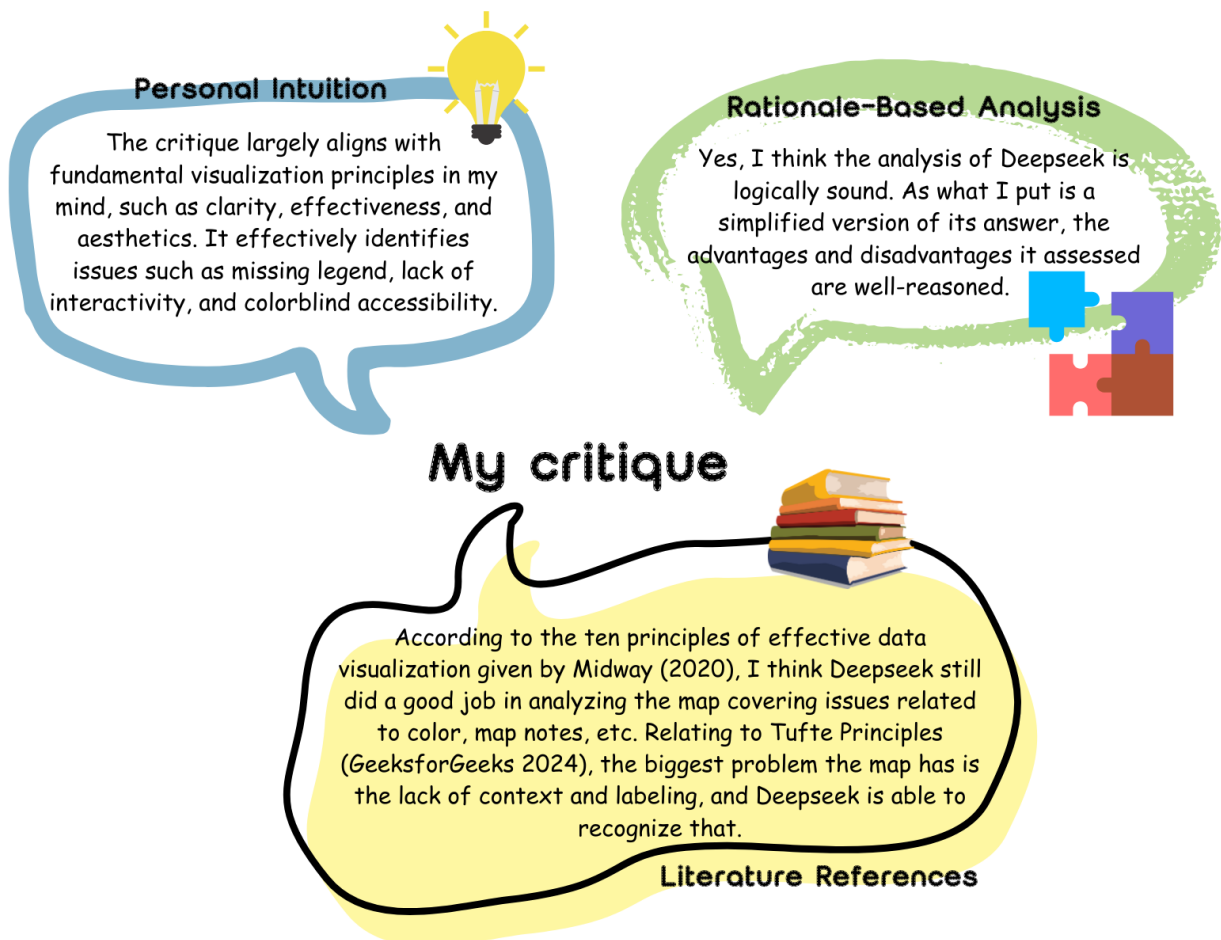 Personal Intuition
The critique largely aligns with
fundamental visualization principles in my
mind, such as clarity, effectiveness, and
aesthetics. It effectively identifies
issues such as missing legend, lack of
interactivity, and colorblind accessibility.
Rationale-Based Analysis
Yes, I think the analysis of Deepseek is
logically sound. As what I put is a
simplified version of its answer, the
advantages and disadvantages it assessed
are well-reasoned.
My critique
According to the ten principles of effective data
visualization given by Midway (2020), I think Deepseek still
did a good job in analyzing the map covering issues related
to color, map notes, etc. Relating to Tufte Principles
(GeeksforGeeks 2024), the biggest problem the map has is
the lack of context and labeling, and Deepseek is able to
recognize that.
Literature References